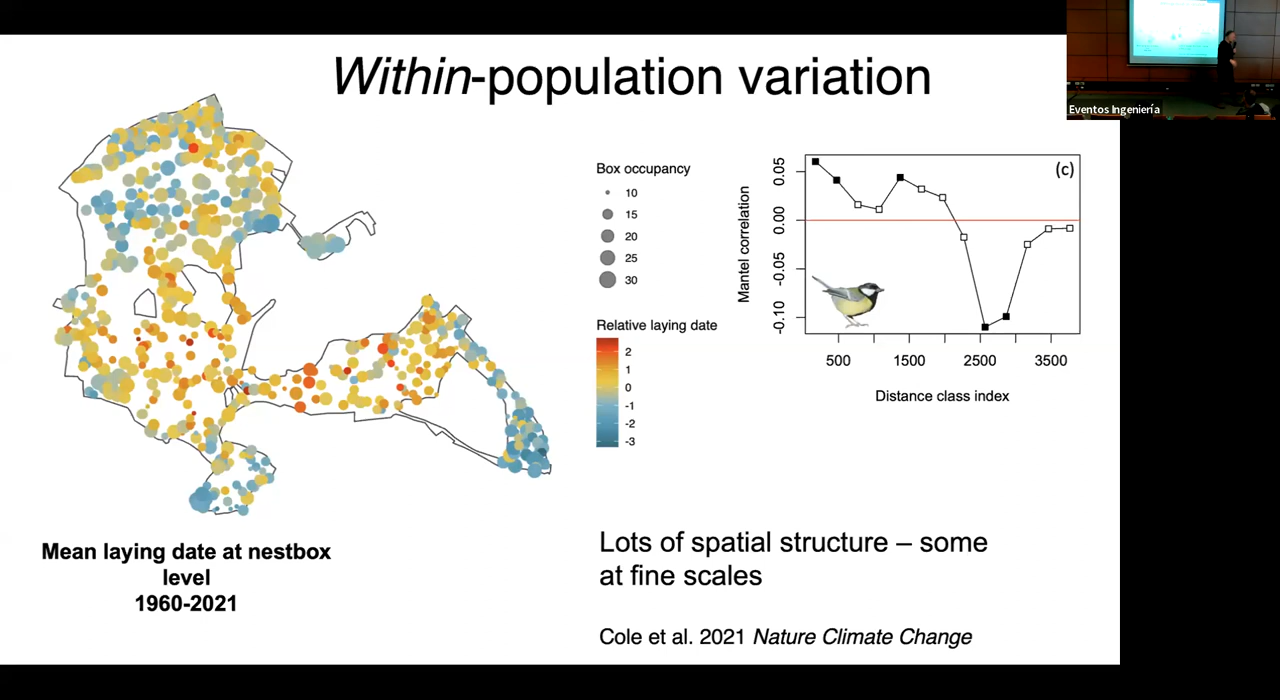 Within-population variation
Eventos Ingeniería
Box occupancy
10
15
20
25
30
Relative laying date
2
1
0
-1
-2
-3
(c)
Mantel correlation
0.05
0.00
-0.05
-0.10
500
1500
2500
3500
Distance class index
Mean laying date at nestbox
level
1960-2021
Lots of spatial structure – some
at fine scales
Cole et al. 2021 Nature Climate Change